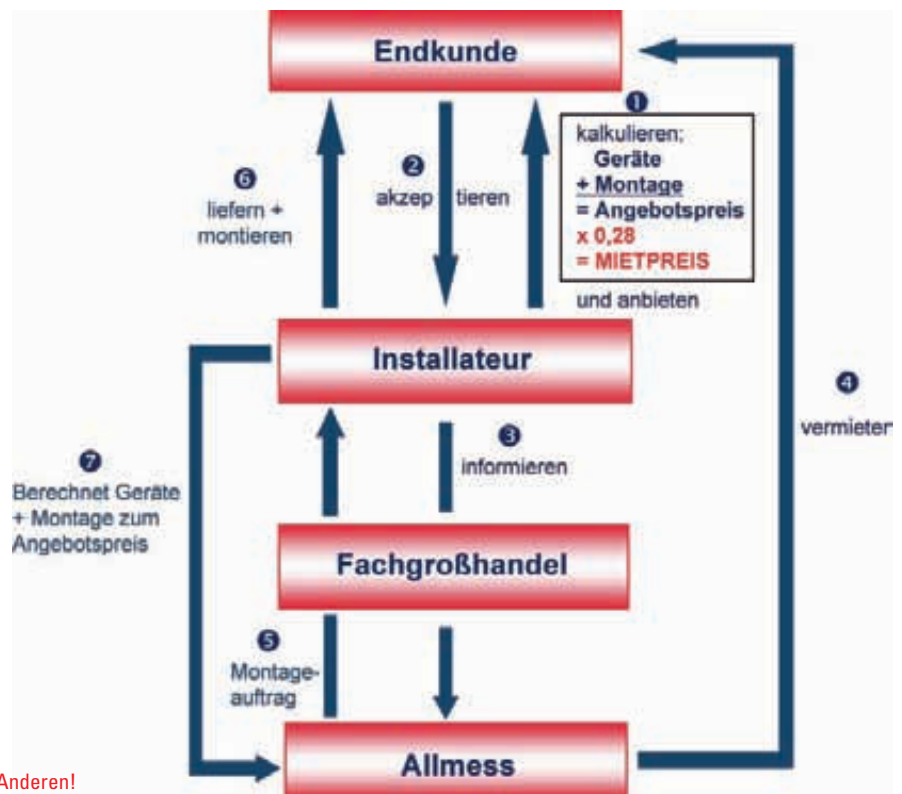 Endkunde
❶
kalkulieren:
Geräte
+ Montage
= Angebotspreis
x 0,28
= MIETPREIS
und anbieten
❷
akzep tieren
❻
liefern +
montieren
Installateur
❸
informieren
❹
vermieten
❼
Berechnet Geräte
+ Montage zum
Angebotspreis
Fachgroßhandel
❺
Montage-
auftrag
Allmess
Anderen!